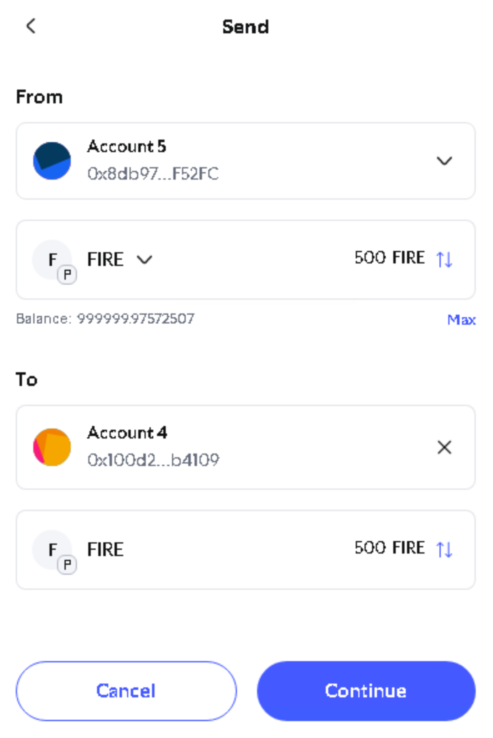 Send
From
Account 5
0x8db97...F52FC
F P FIRE 500 FIRE
Balance: 999999.97572507 Max
To
Account 4
0x100d2...b4109
F P FIRE 500 FIRE
Cancel Continue